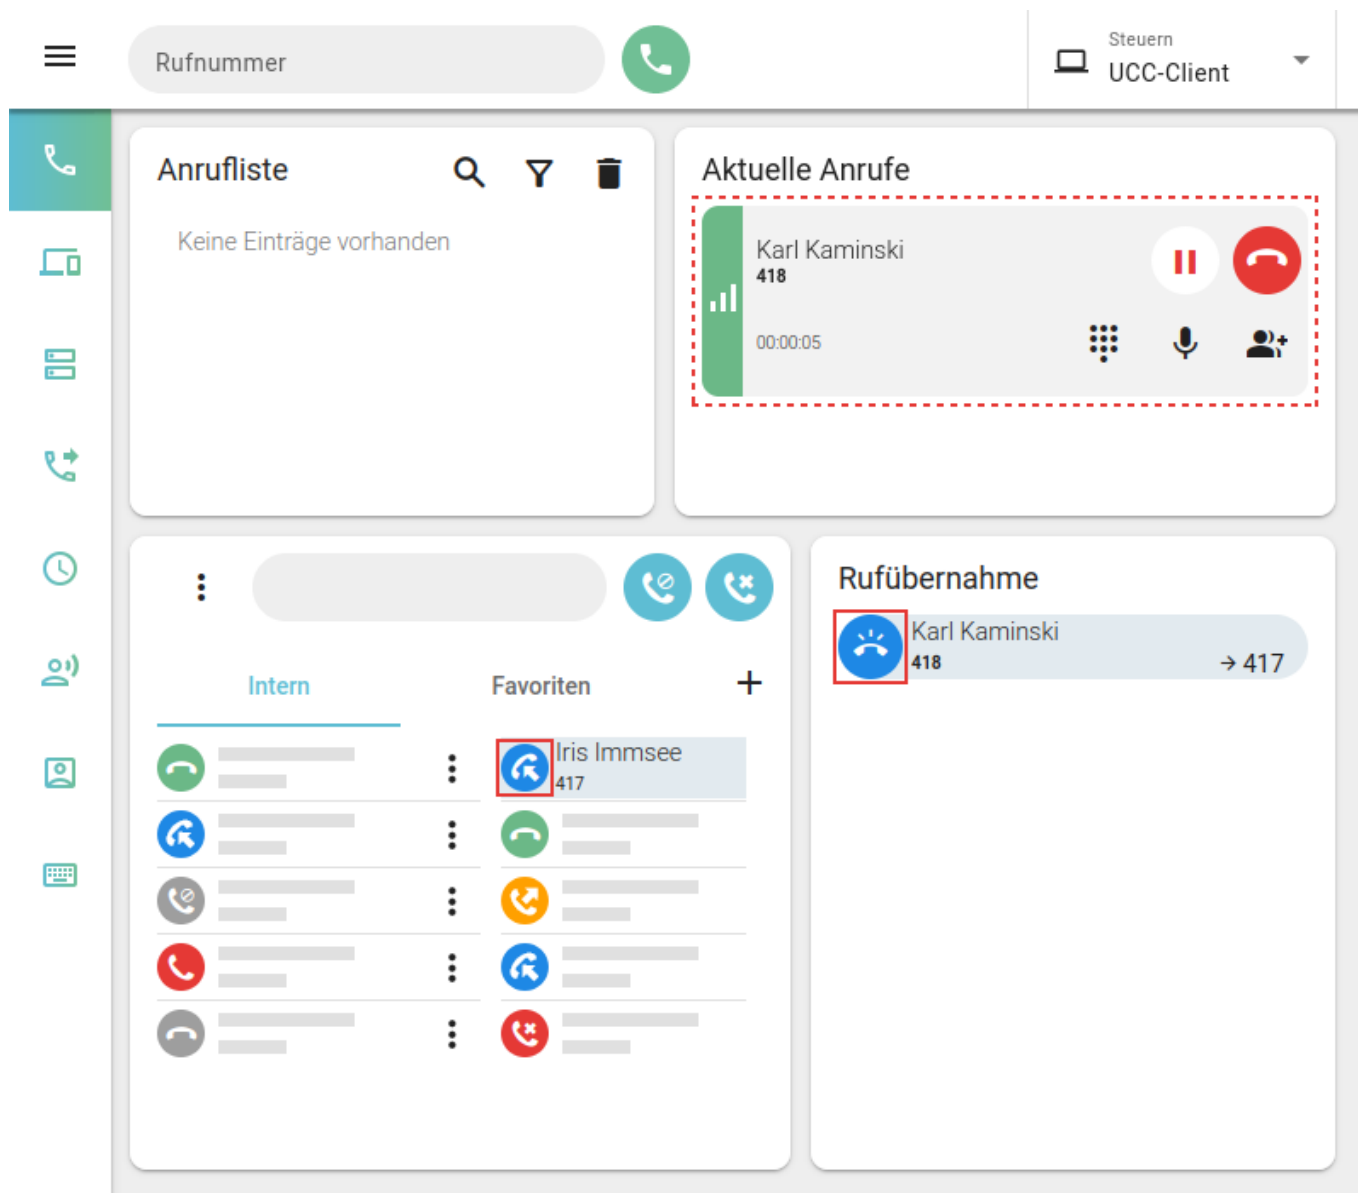 Rufnummer
Steuern
UCC-Client
Anrufliste
Keine Einträge vorhanden
Aktuelle Anrufe
Karl Kaminski
418
00:00:05
Intern
Favoriten
Iris Immsee
417
Rufübernahme
Karl Kaminski
418
→ 417